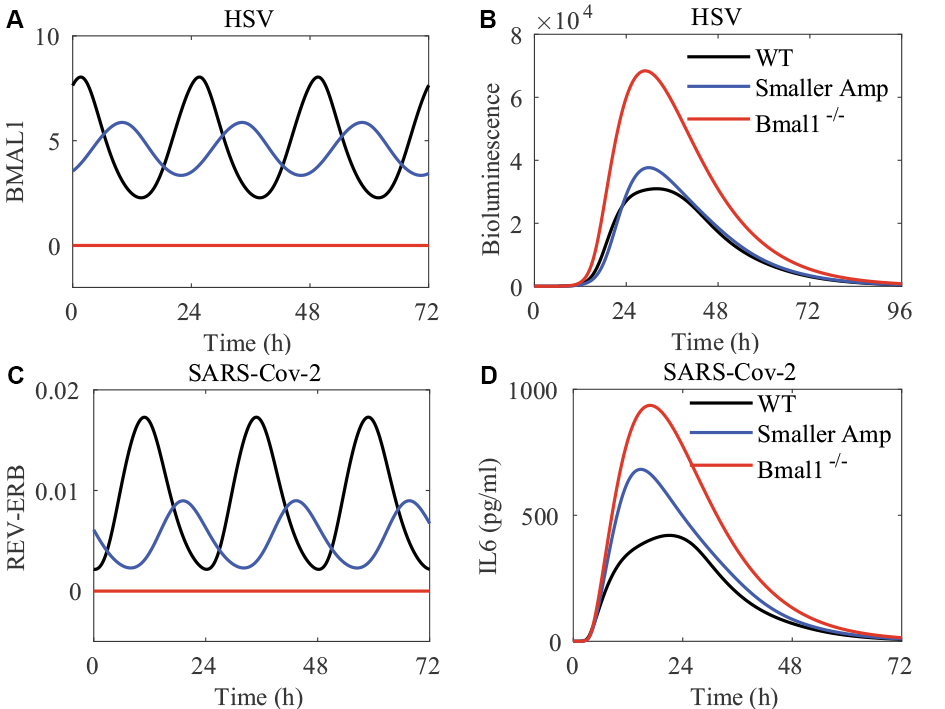 A
HSV
BMAL1
10
5
0
0
24
48
72
Time (h)
B
HSV
×10⁴
Bioluminescence
8
6
4
2
0
0
24
48
72
96
Time (h)
WT
Smaller Amp
Bmal1 -/-
C
SARS-Cov-2
REV-ERB
0.02
0.01
0
0
24
48
72
Time (h)
D
SARS-Cov-2
IL6 (pg/ml)
1000
500
0
0
24
48
72
Time (h)
WT
Smaller Amp
Bmal1 -/-